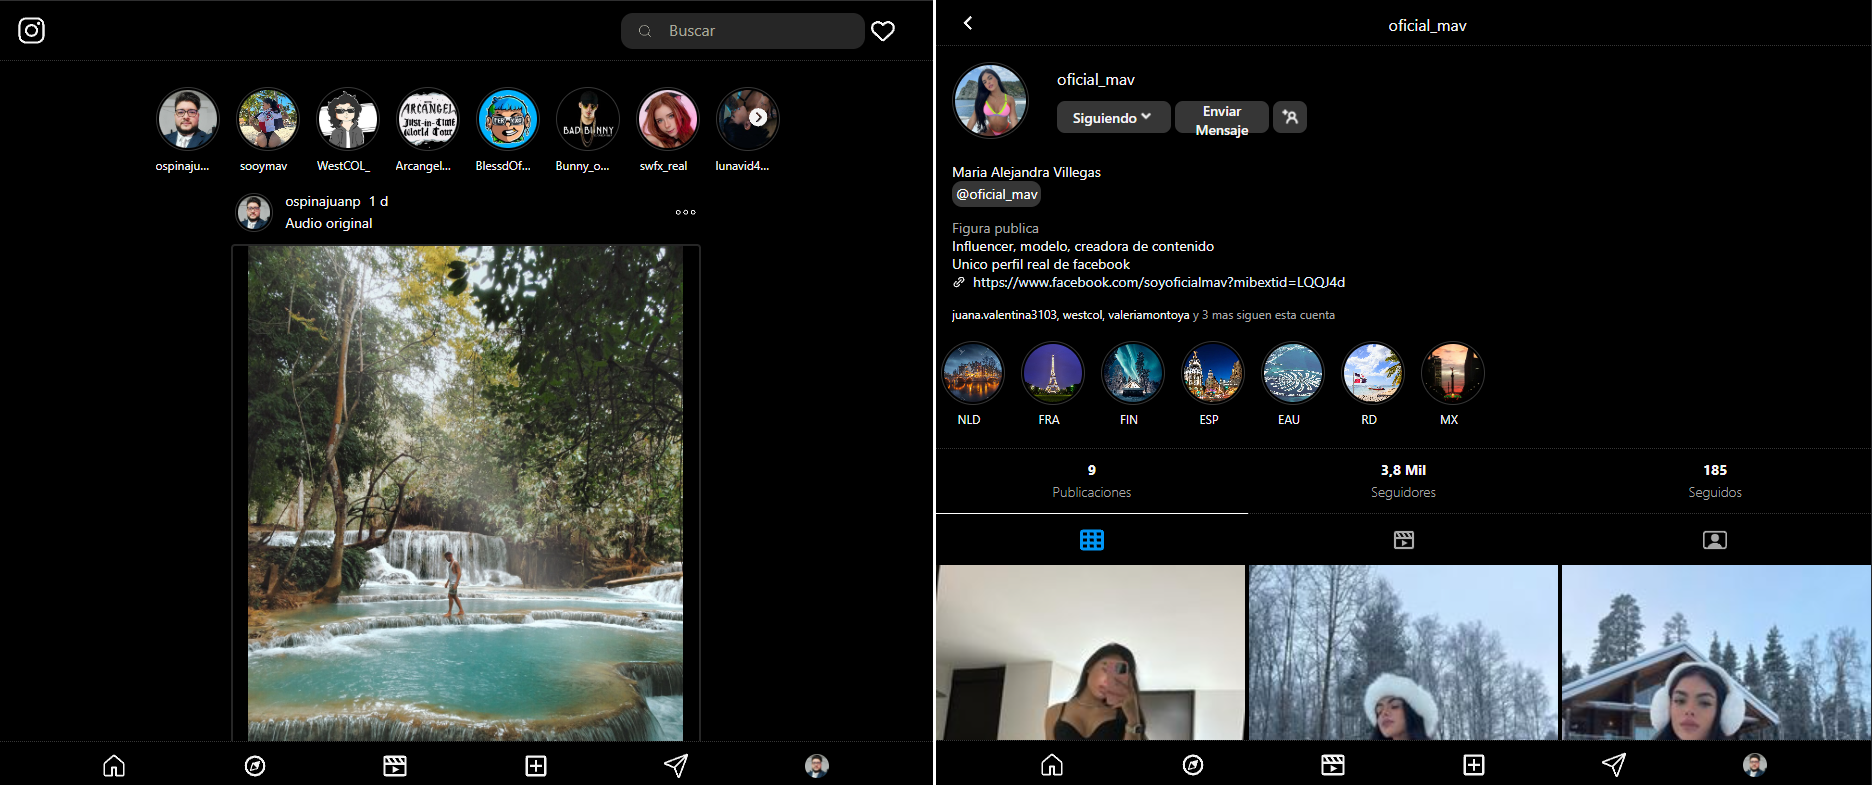 Buscar
ospinaju...
sooymav
WestCOL_
Arcangel...
BlessdOf...
Bunny_o...
swfx_real
lunavid4...
ARCANGEL
JUST-IN-TIME
World Tour
BAD BUNNY
ospinajuanp 1 d
Audio original
oficial_mav
oficial_mav
Siguiendo
Enviar
Mensaje
Maria Alejandra Villegas
@oficial_mav
Figura publica
Influencer, modelo, creadora de contenido
Unico perfil real de facebook
https://www.facebook.com/soyoficialmav?mibextid=LQQJ4d
juana.valentina3103, westcol, valeriamontoya y 3 mas siguen esta cuenta
NLD
FRA
FIN
ESP
EAU
RD
MX
9
Publicaciones
3,8 Mil
Seguidores
185
Seguidos